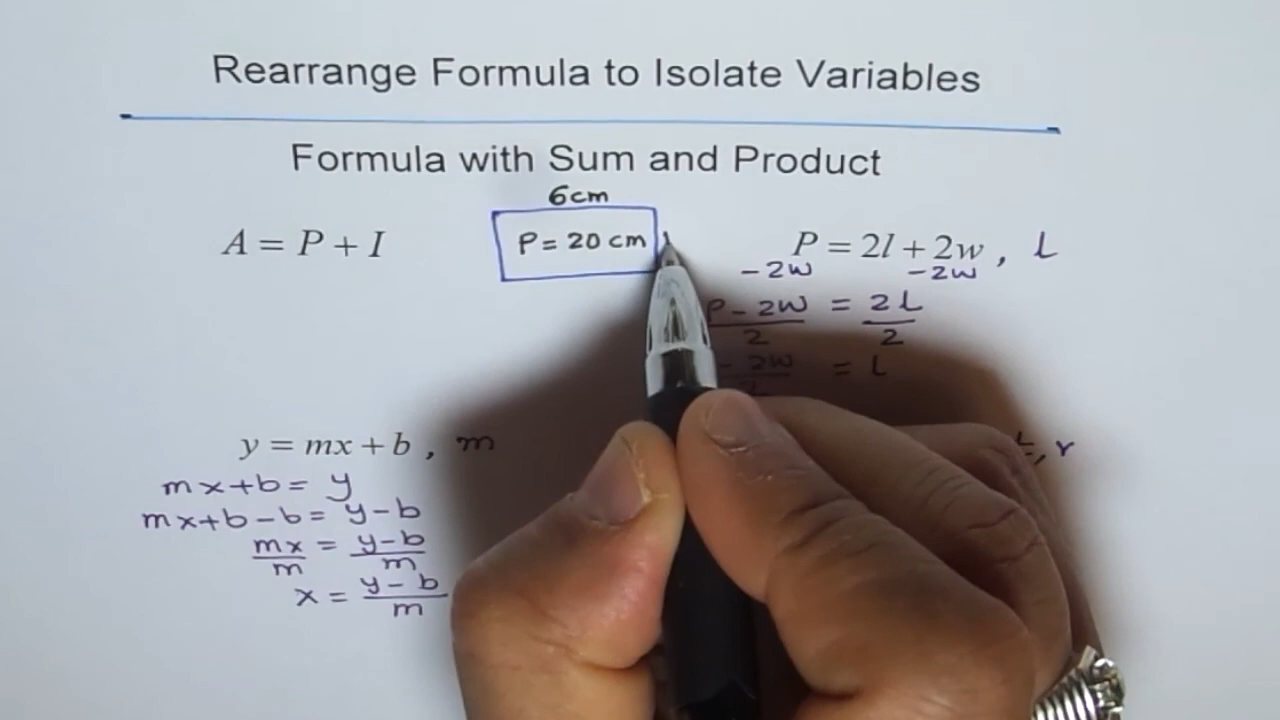 Rearrange Formula to Isolate Variables
Formula with Sum and Product
6cm
A = P + I
P = 20 cm
P = 2l + 2w , L
- 2w - 2w
P - 2w = 2L
2 2
- 2w = L
y = mx + b , m
, r
mx + b = y
mx + b - b = y - b
mx = y - b
m m
x = y - b
m